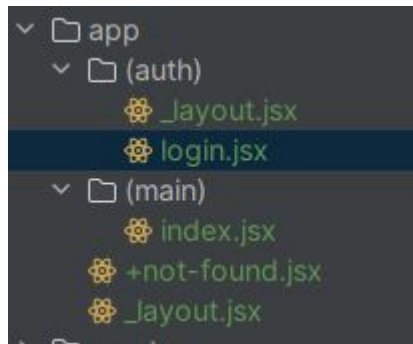 app
(auth)
_layout.jsx
login.jsx
(main)
index.jsx
+not-found.jsx
_layout.jsx